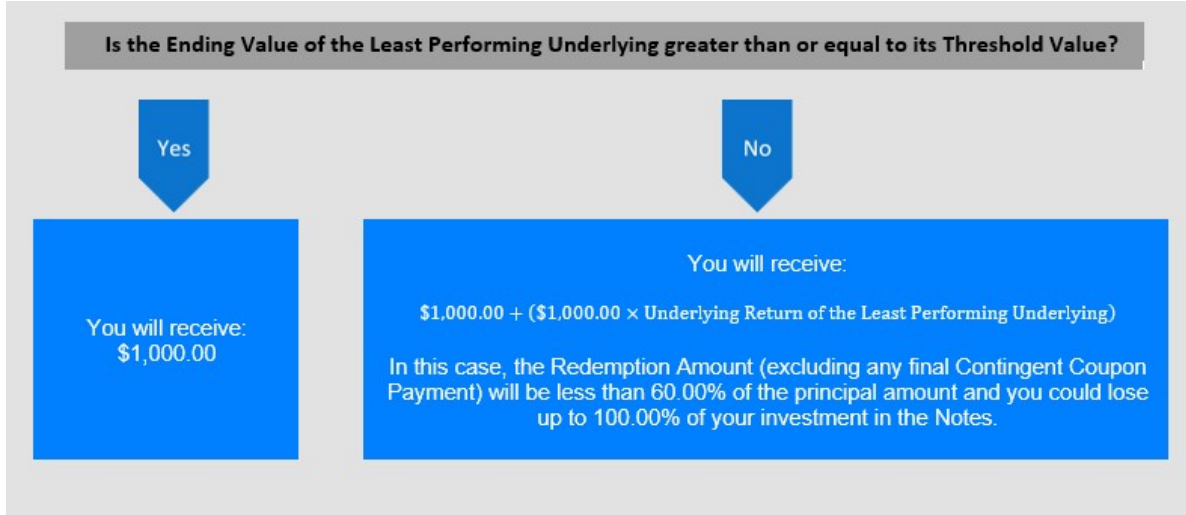 Is the Ending Value of the Least Performing Underlying greater than or equal to its Threshold Value?
Yes
No
You will receive:
$1,000.00
You will receive:
$1,000.00 + ($1,000.00 × Underlying Return of the Least Performing Underlying)
In this case, the Redemption Amount (excluding any final Contingent Coupon
Payment) will be less than 60.00% of the principal amount and you could lose
up to 100.00% of your investment in the Notes.